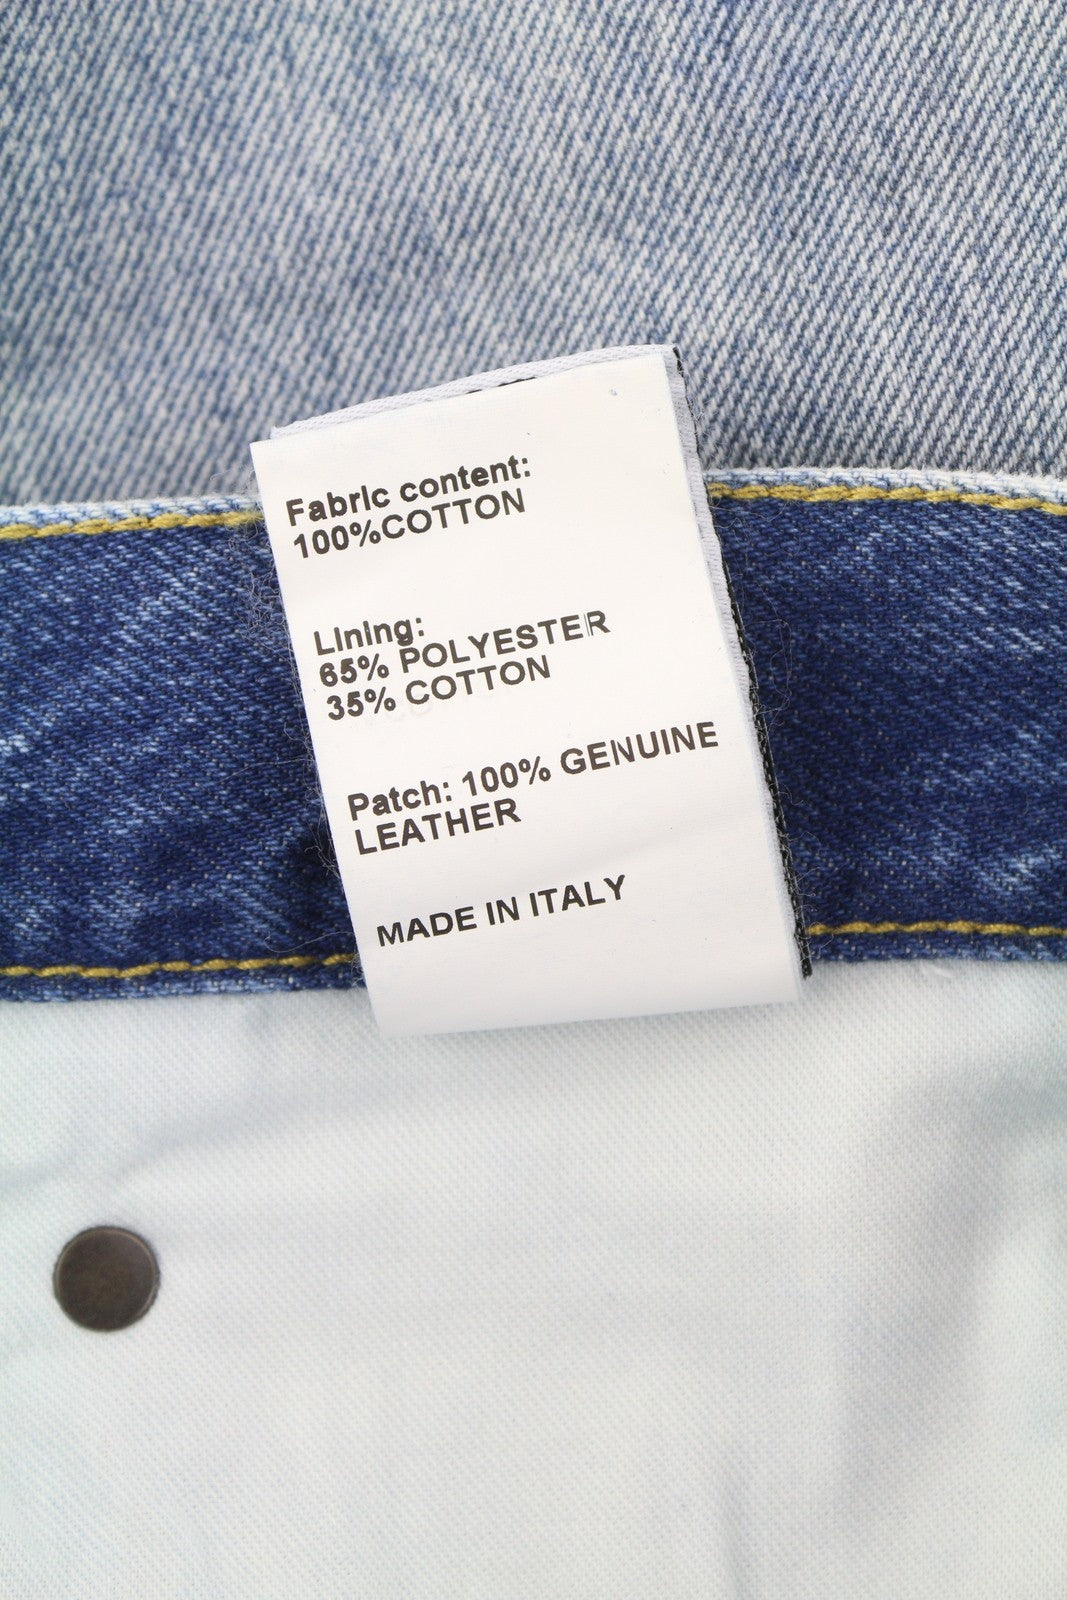 Fabric content:
100%COTTON
Lining:
65% POLYESTER
35% COTTON
Patch: 100% GENUINE
LEATHER
MADE IN ITALY